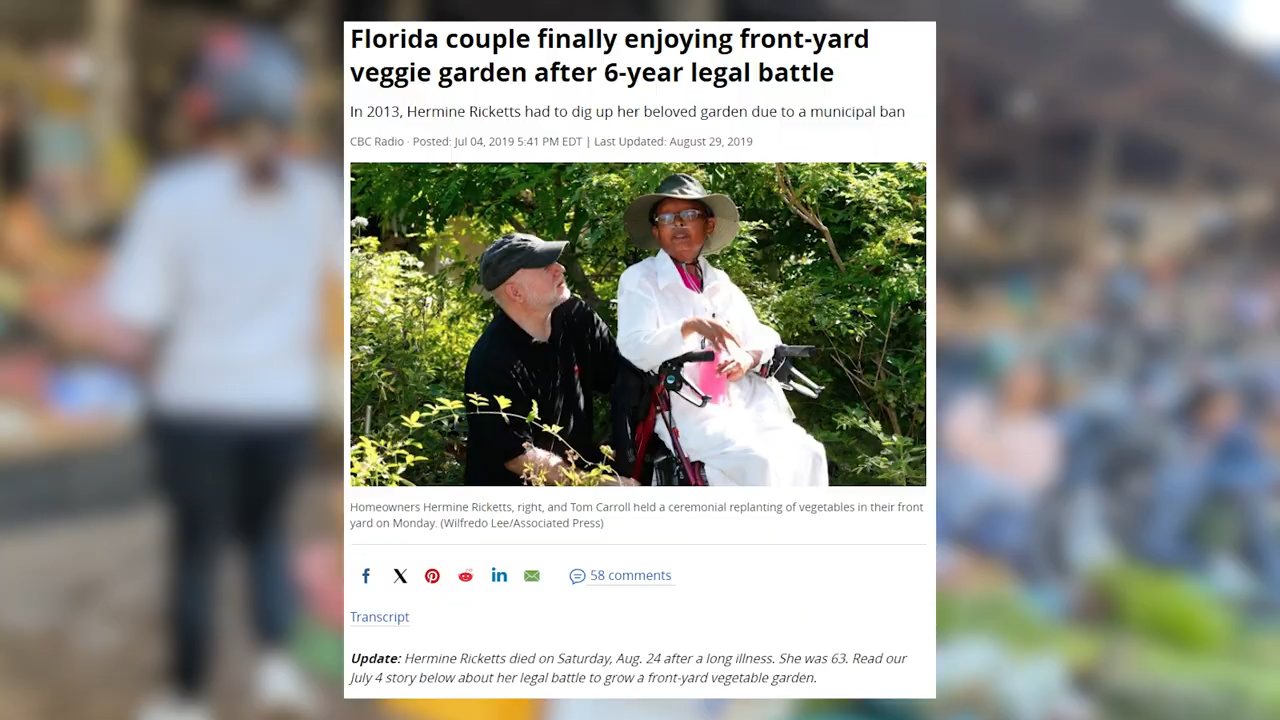 Florida couple finally enjoying front-yard
veggie garden after 6-year legal battle
In 2013, Hermine Ricketts had to dig up her beloved garden due to a municipal ban
CBC Radio · Posted: Jul 04, 2019 5:41 PM EDT | Last Updated: August 29, 2019
Homeowners Hermine Ricketts, right, and Tom Carroll held a ceremonial replanting of vegetables in their front
yard on Monday. (Wilfredo Lee/Associated Press)
58 comments
Transcript
Update: Hermine Ricketts died on Saturday, Aug. 24 after a long illness. She was 63. Read our
July 4 story below about her legal battle to grow a front-yard vegetable garden.